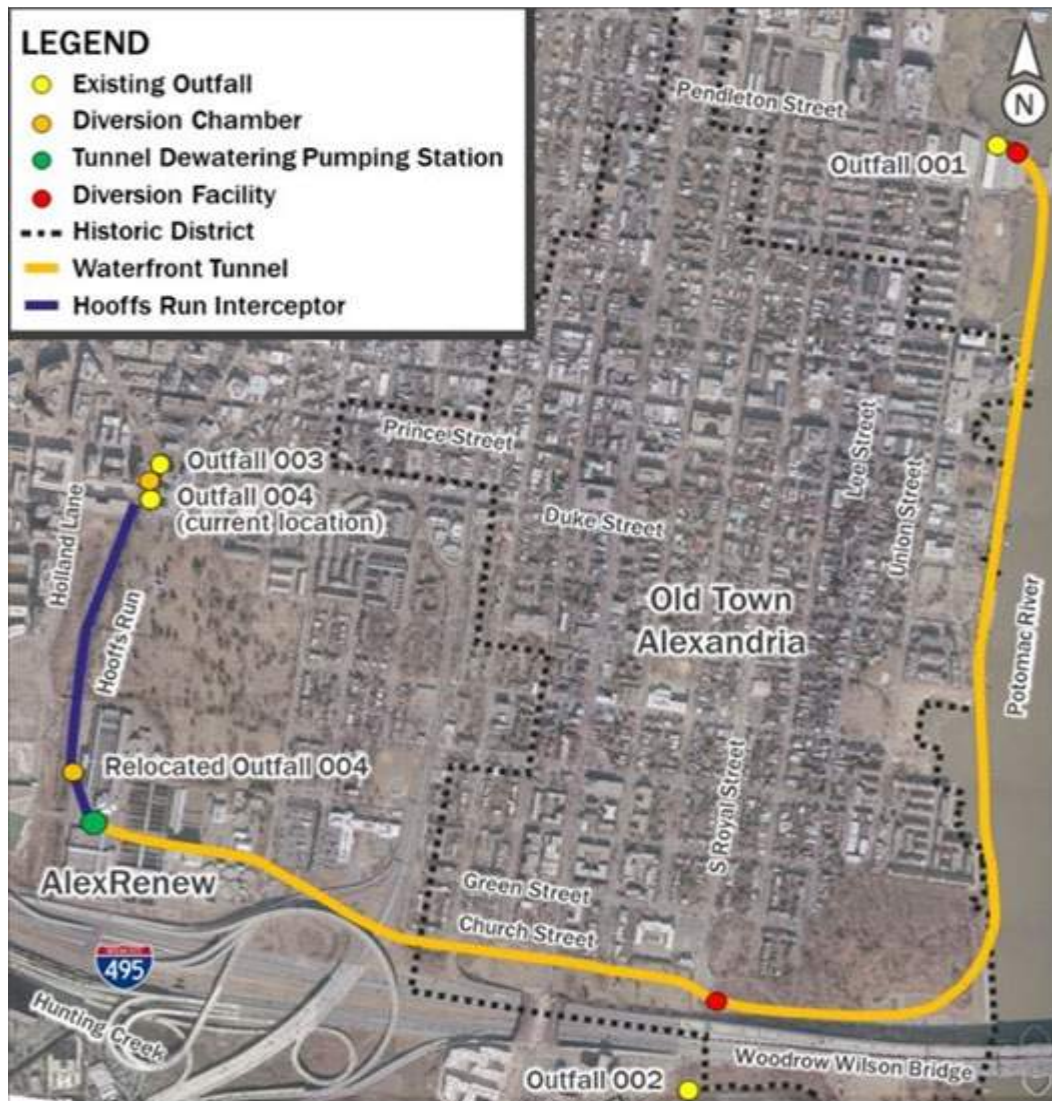 LEGEND
Existing Outfall
Diversion Chamber
Tunnel Dewatering Pumping Station
Diversion Facility
Historic District
Waterfront Tunnel
Hooffs Run Interceptor
N
Pendleton Street
Outfall 001
Prince Street
Lee Street
Outfall 003
Outfall 004
(current location)
Duke Street
Union Street
Holland Lane
Hooffs Run
Old Town
Alexandria
Potomac River
Relocated Outfall 004
S Royal Street
AlexRenew
Green Street
Church Street
495
Hunting Creek
Woodrow Wilson Bridge
Outfall 002